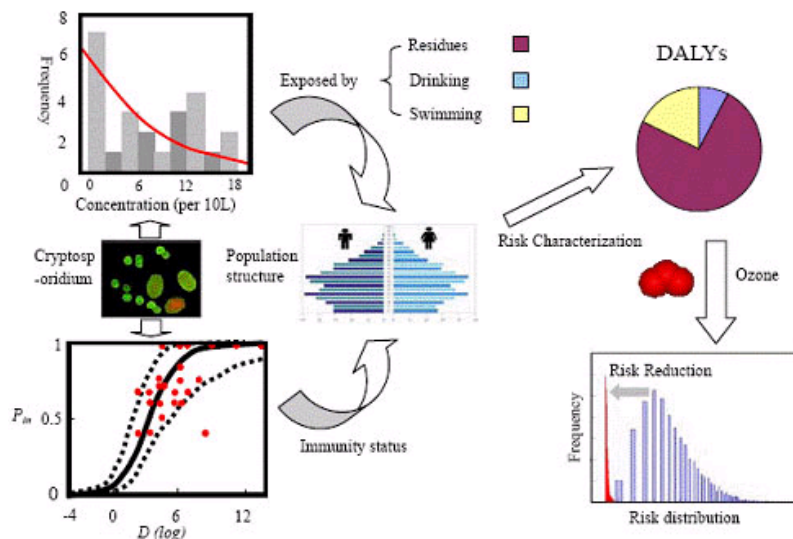 8
6
4
2
0
Frequency
0 6 12 18
Concentration (per 10L)
Exposed by
Residues
Drinking
Swimming
DALYs
Cryptosp
-oridium
Population
structure
Risk Characterization
Ozone
1
0.5
0
P
-4 0 6 12
D (log)
Immunity status
Risk Reduction
Frequency
Risk distribution